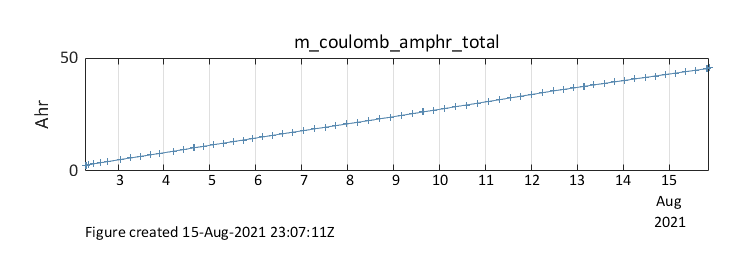 m_coulomb_amphr_total
50
Ahr
0
3 4 5 6 7 8 9 10 11 12 13 14 15
Aug
2021
Figure created 15-Aug-2021 23:07:11Z